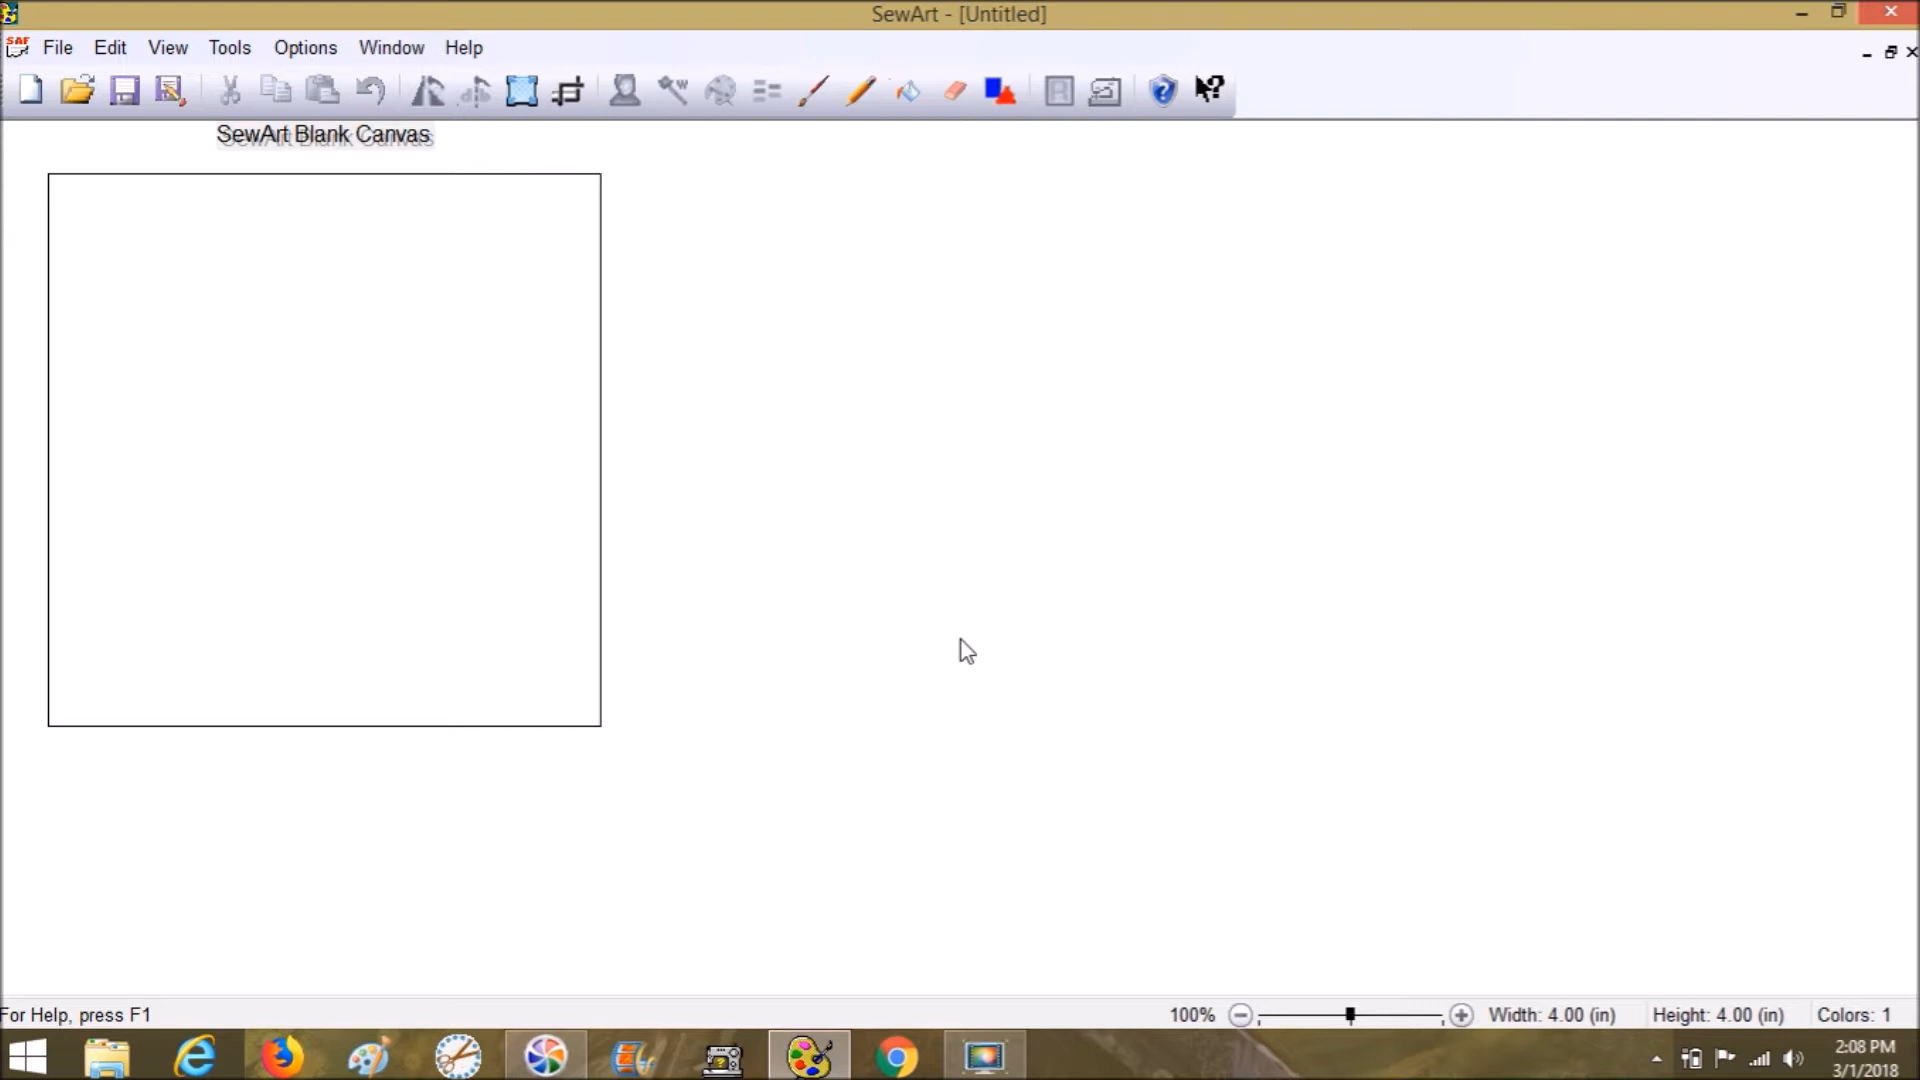 SewArt - [Untitled]
SAF File Edit View Tools Options Window Help
SewArt Blank Canvas
For Help, press F1
100% Width: 4.00 (in) Height: 4.00 (in) Colors: 1
2:08 PM
3/1/2018